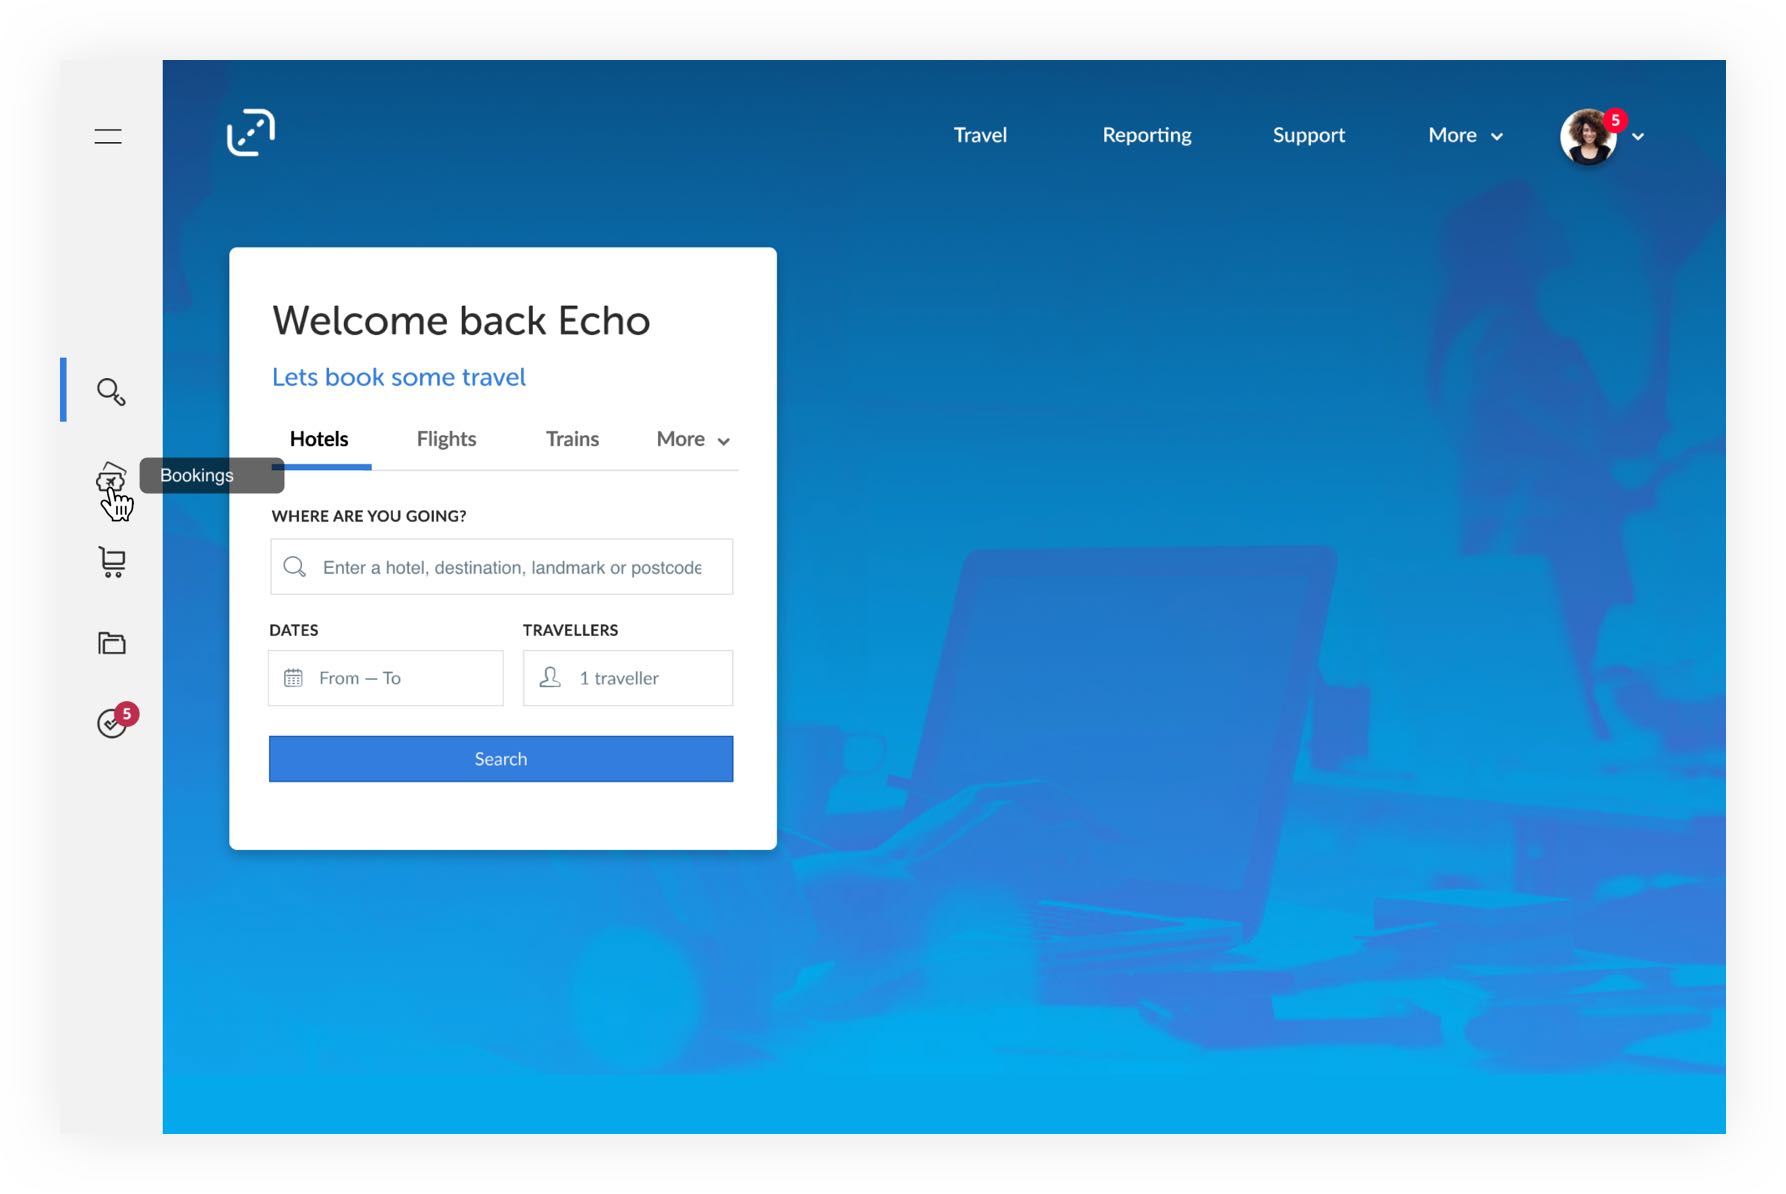 Travel
Reporting
Support
More
5
Welcome back Echo
Lets book some travel
Hotels
Flights
Trains
More
Bookings
WHERE ARE YOU GOING?
Enter a hotel, destination, landmark or postcode
DATES
TRAVELLERS
From — To
1 traveller
5
Search